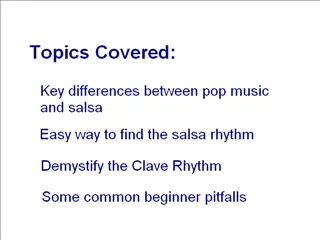 Topics Covered:
Key differences between pop music
and salsa
Easy way to find the salsa rhythm
Demystify the Clave Rhythm
Some common beginner pitfalls